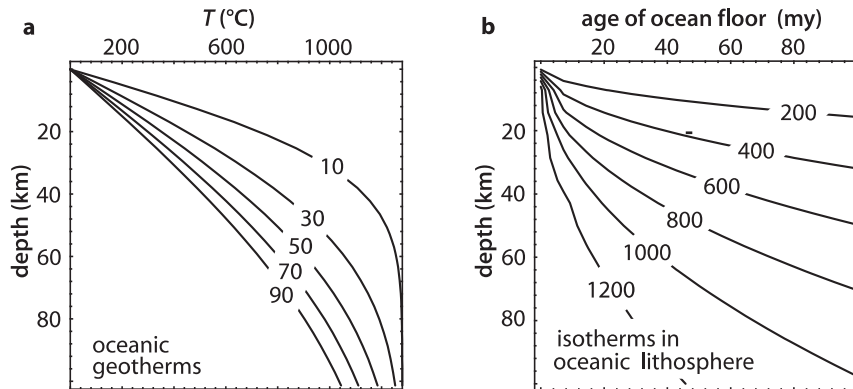 a
T (°C)
200 600 1000
depth (km)
20
40
60
80
10
30
50
70
90
oceanic
geotherms
b
age of ocean floor (my)
20 40 60 80
depth (km)
20
40
60
80
200
400
600
800
1000
1200
isotherms in
oceanic lithosphere